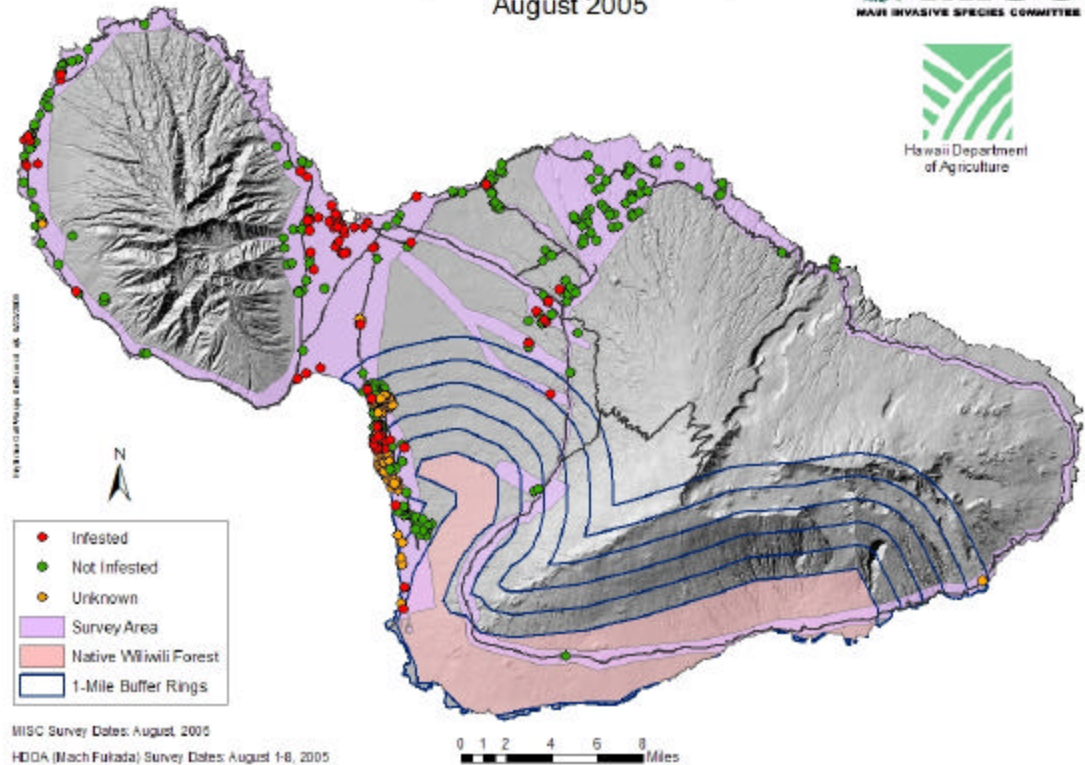 August 2005
MAUI INVASIVE SPECIES COMMITTEE
Hawaii Department
of Agriculture
N
Infested
Not Infested
Unknown
Survey Area
Native Wiliwili Forest
1-Mile Buffer Rings
MISC Survey Dates: August, 2005
HDOA (Mach Fukada) Survey Dates: August 1-8, 2005
0 1 2 4 6 8
Miles